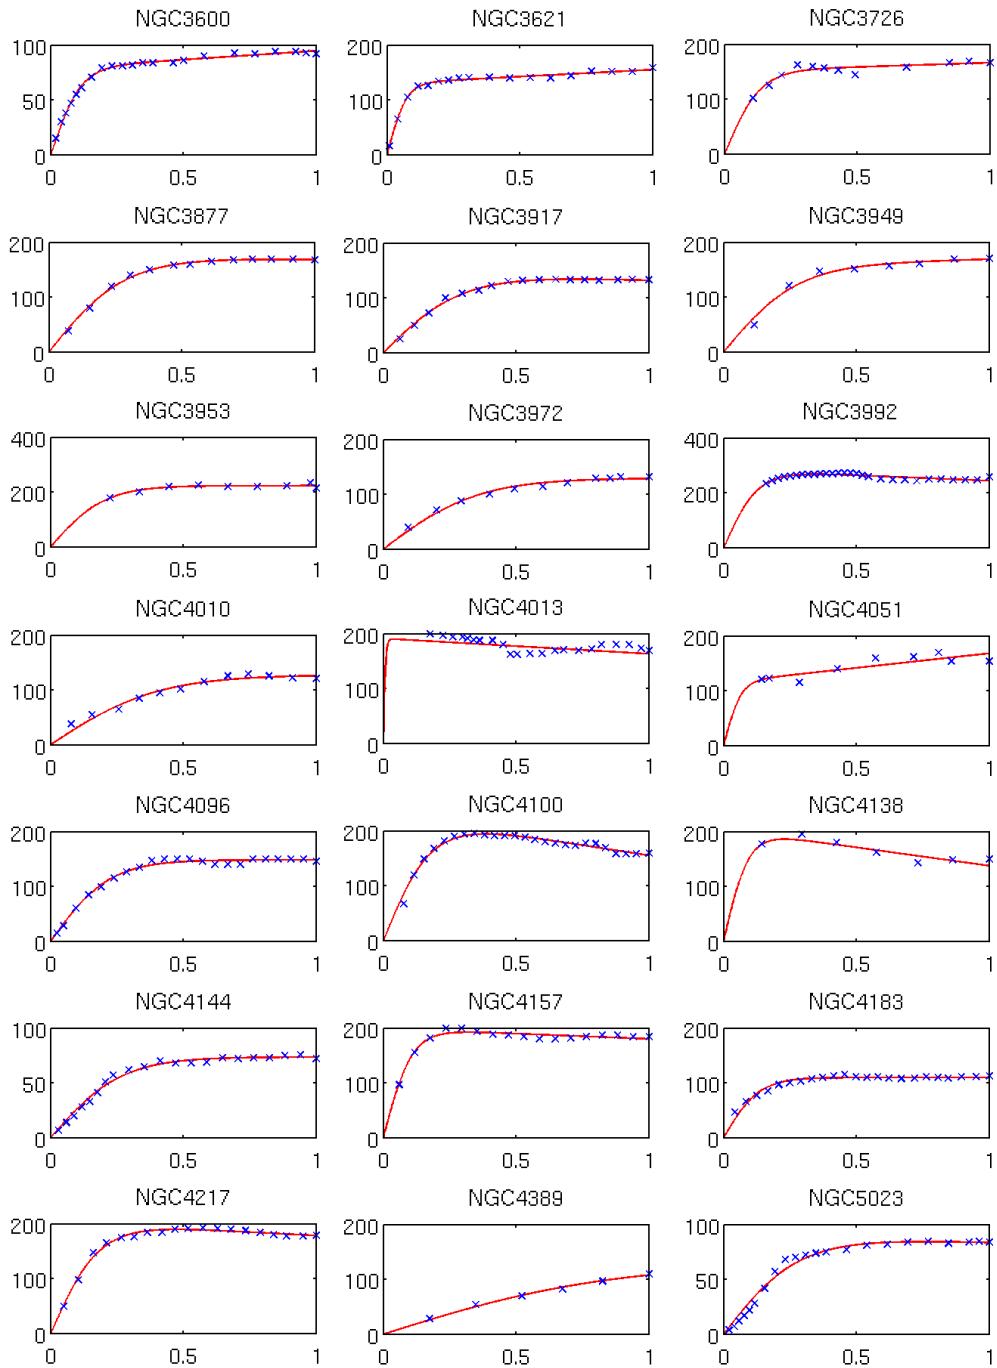 NGC3600 NGC3621 NGC3726
100 200 200
50 100 100
0 0 0
0 0.5 1 0 0.5 1 0 0.5 1
NGC3877 NGC3917 NGC3949
200 200 200
100 100 100
0 0 0
0 0.5 1 0 0.5 1 0 0.5 1
NGC3953 NGC3972 NGC3992
400 200 400
200 100 200
0 0 0
0 0.5 1 0 0.5 1 0 0.5 1
NGC4010 NGC4013 NGC4051
200 200 200
100 100 100
0 0 0
0 0.5 1 0 0.5 1 0 0.5 1
NGC4096 NGC4100 NGC4138
200 200 200
100 100 100
0 0 0
0 0.5 1 0 0.5 1 0 0.5 1
NGC4144 NGC4157 NGC4183
100 200 200
50 100 100
0 0 0
0 0.5 1 0 0.5 1 0 0.5 1
NGC4217 NGC4389 NGC5023
200 200 100
100 100 50
0 0 0
0 0.5 1 0 0.5 1 0 0.5 1